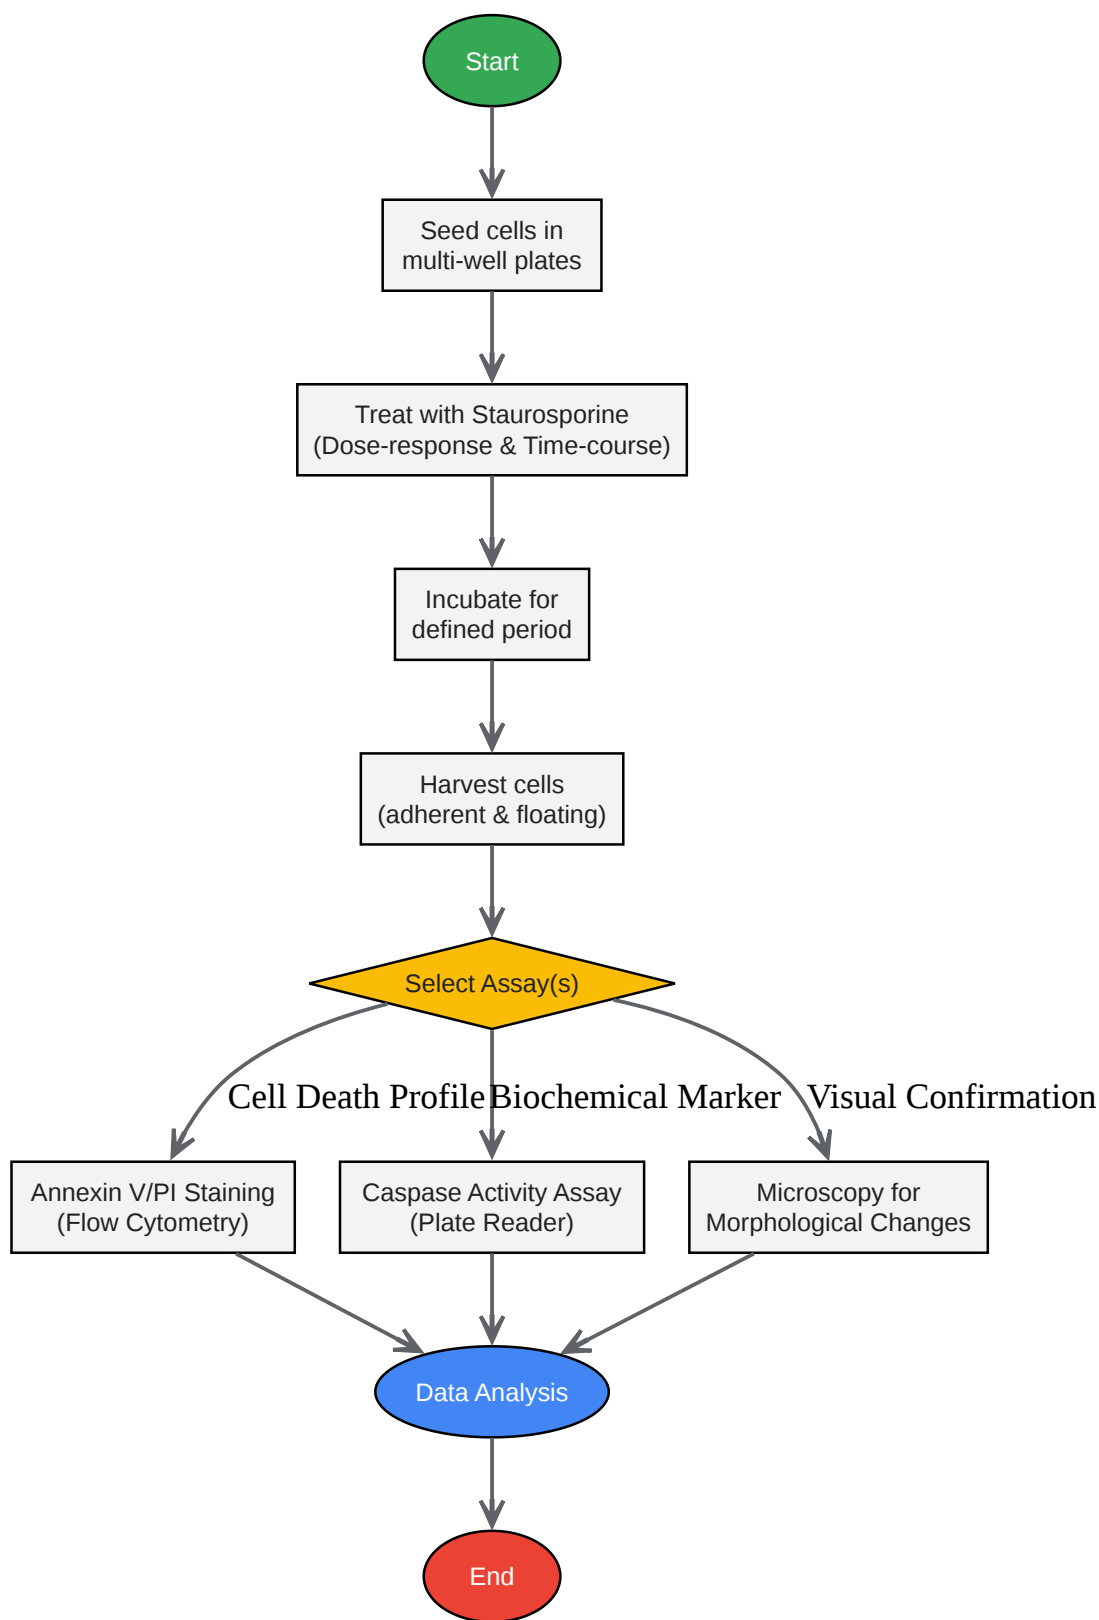 Start
Seed cells in
multi-well plates
Treat with Staurosporine
(Dose-response & Time-course)
Incubate for
defined period
Harvest cells
(adherent & floating)
Select Assay(s)
Cell Death Profile
Biochemical Marker
Visual Confirmation
Annexin V/PI Staining
(Flow Cytometry)
Caspase Activity Assay
(Plate Reader)
Microscopy for
Morphological Changes
Data Analysis
End